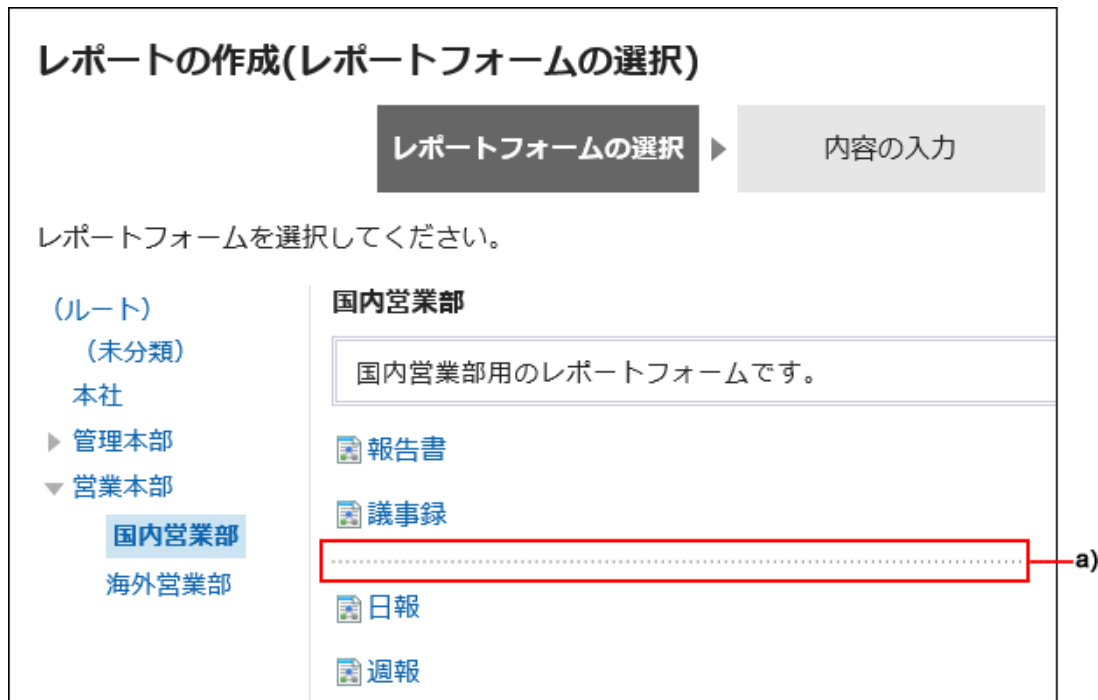 レポートの作成(レポートフォームの選択)
レポートフォームの選択
内容の入力
レポートフォームを選択してください。
(ルート)
(未分類)
本社
管理本部
営業本部
国内営業部
海外営業部
国内営業部
国内営業部用のレポートフォームです。
報告書
議事録
a)
日報
週報